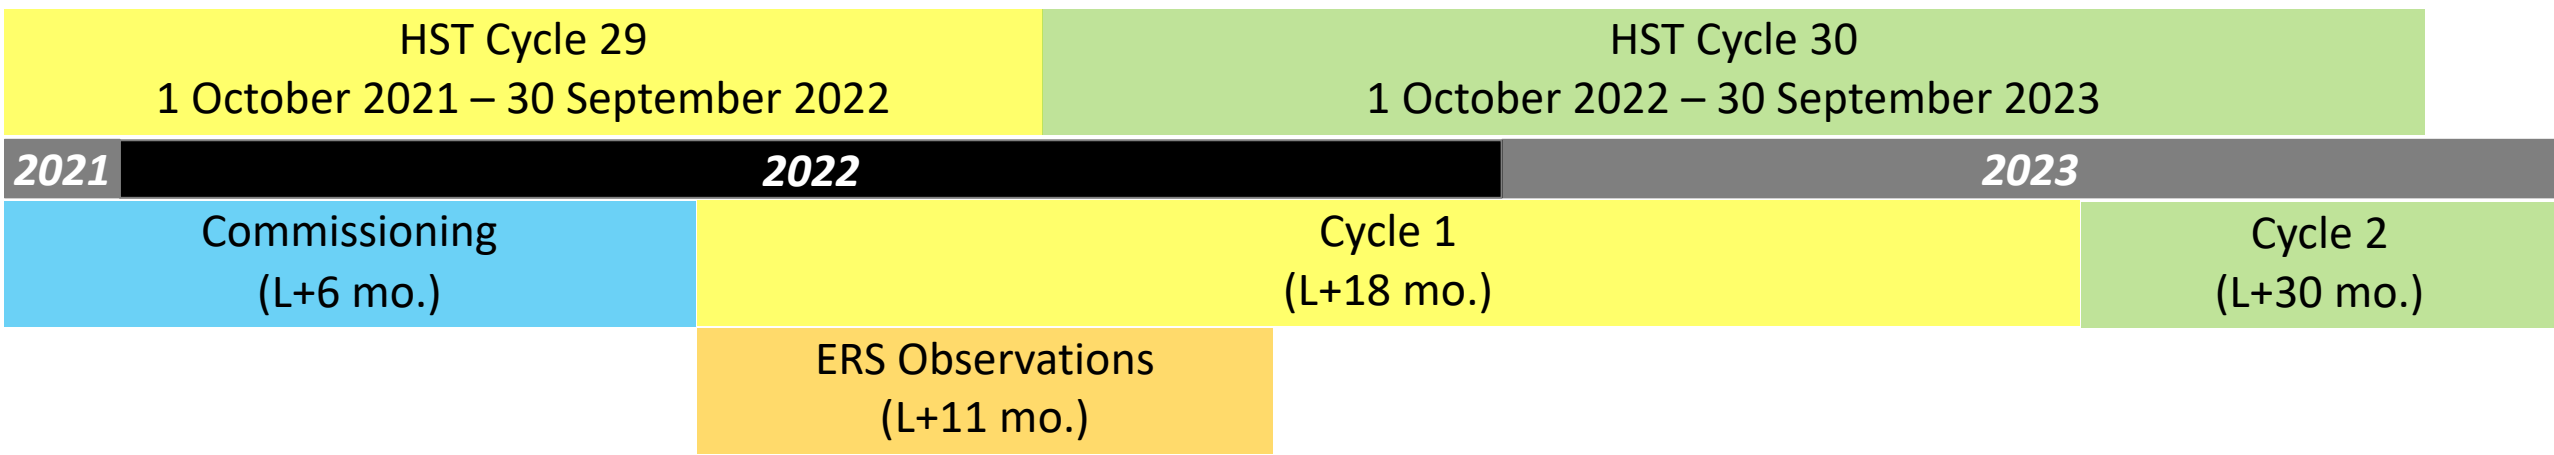 HST Cycle 29
1 October 2021 – 30 September 2022
HST Cycle 30
1 October 2022 – 30 September 2023
2021
2022
2023
Commissioning
(L+6 mo.)
Cycle 1
(L+18 mo.)
Cycle 2
(L+30 mo.)
ERS Observations
(L+11 mo.)